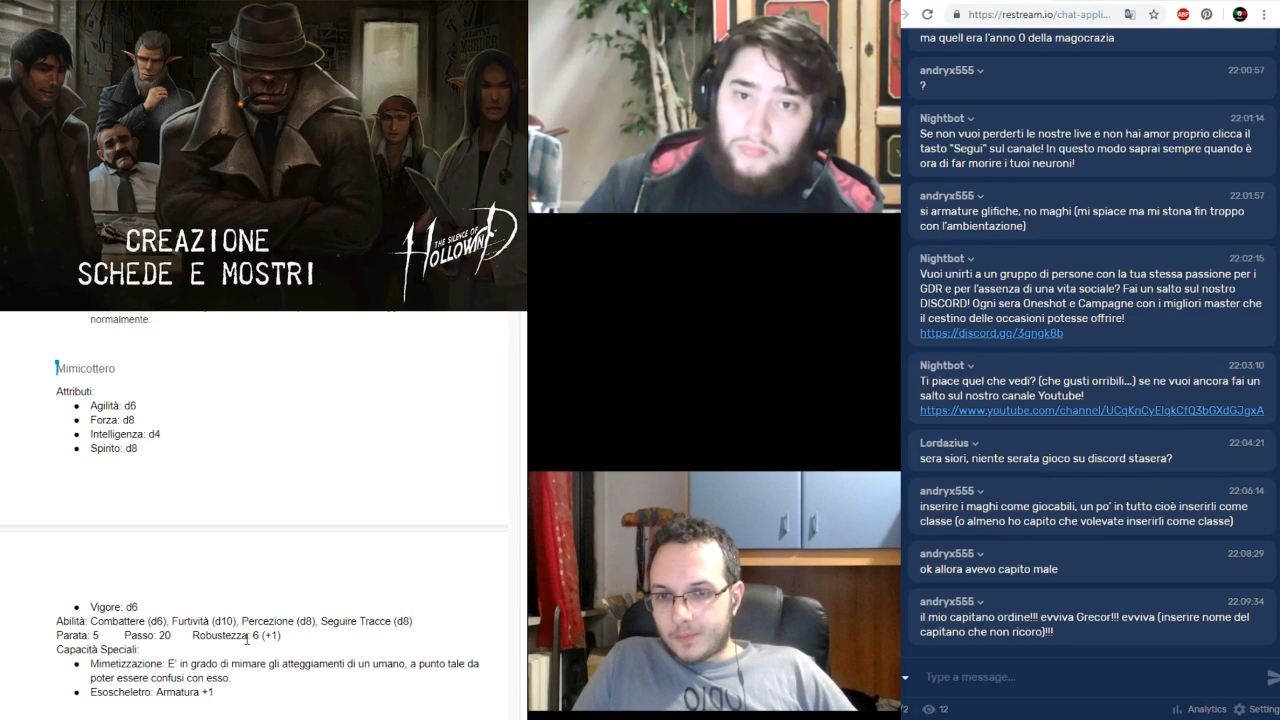 CREAZIONE
SCHEDE E MOSTRI
THE SILENCE OF
HOLLOWIND
normalmente.
Mimicottero
Attributi:
● Agilità: d6
● Forza: d8
● Intelligenza: d4
● Spirito: d8
● Vigore: d6
Abilità: Combattere (d6), Furtività (d10), Percezione (d8), Seguire Tracce (d8)
Parata: 5 Passo: 20 Robustezza: 6 (+1)
Capacità Speciali:
● Mimetizzazione: E' in grado di mimare gli atteggiamenti di un umano, a punto tale da
poter essere confusi con esso.
● Esoscheletro: Armatura +1
https://restream.io/chat-appli...
ABP
ma quell era l'anno 0 della magocrazia
andryx555 22:00:57
?
Nightbot 22:01:14
Se non vuoi perderti le nostre live e non hai amor proprio clicca il
tasto "Segui" sul canale! In questo modo saprai sempre quando è
ora di far morire i tuoi neuroni!
andryx555 22:01:57
si armature glifiche, no maghi (mi spiace ma mi stona fin troppo
con l'ambientazione)
Nightbot 22:02:15
Vuoi unirti a un gruppo di persone con la tua stessa passione per i
GDR e per l'assenza di una vita sociale? Fai un salto sul nostro
DISCORD! Ogni sera Oneshot e Campagne con i migliori master che
il cestino delle occasioni potesse offrire!
https://discord.gg/3gngk8b
Nightbot 22:03:10
Ti piace quel che vedi? (che gusti orribili...) se ne vuoi ancora fai un
salto sul nostro canale Youtube!
https://www.youtube.com/channel/UCqKnCyElqkCfQ3bGXdGJgxA
Lordazius 22:04:21
sera siori, niente serata gioco su discord stasera?
andryx555 22:06:14
inserire i maghi come giocabili, un po' in tutto cioè inserirli come
classe (o almeno ho capito che volevate inserirli come classe)
andryx555 22:08:29
ok allora avevo capito male
andryx555 22:09:34
il mio capitano ordine!!! evviva Grecor!!! evviva (inserire nome del
capitano che non ricoro)!!!
Type a message...
/2 12 Analytics Setting